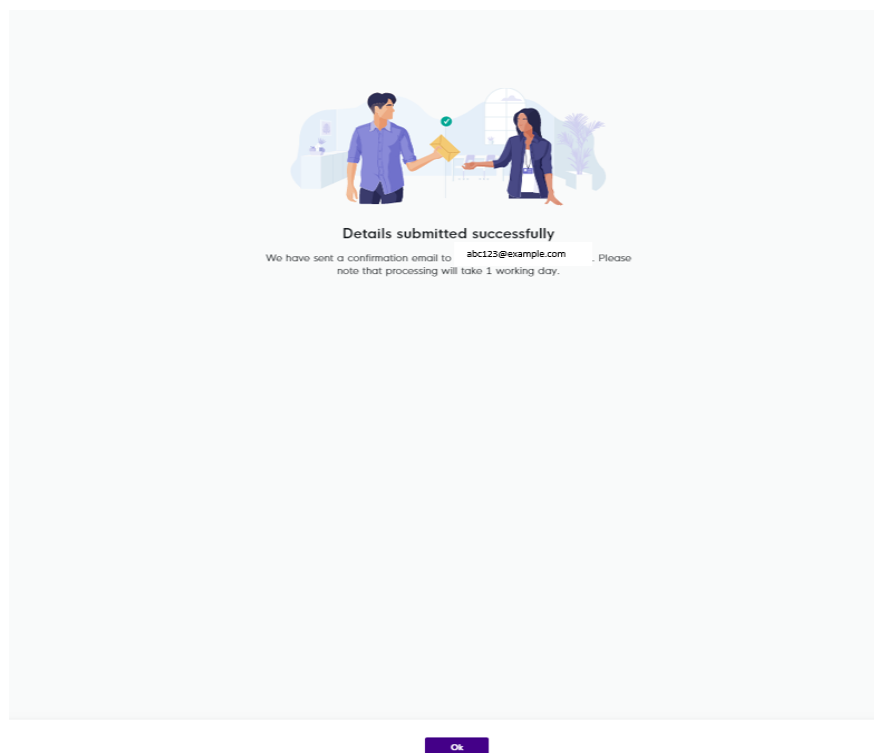 Details submitted successfully
We have sent a confirmation email to abc123@example.com . Please
note that processing will take 1 working day.
Ok